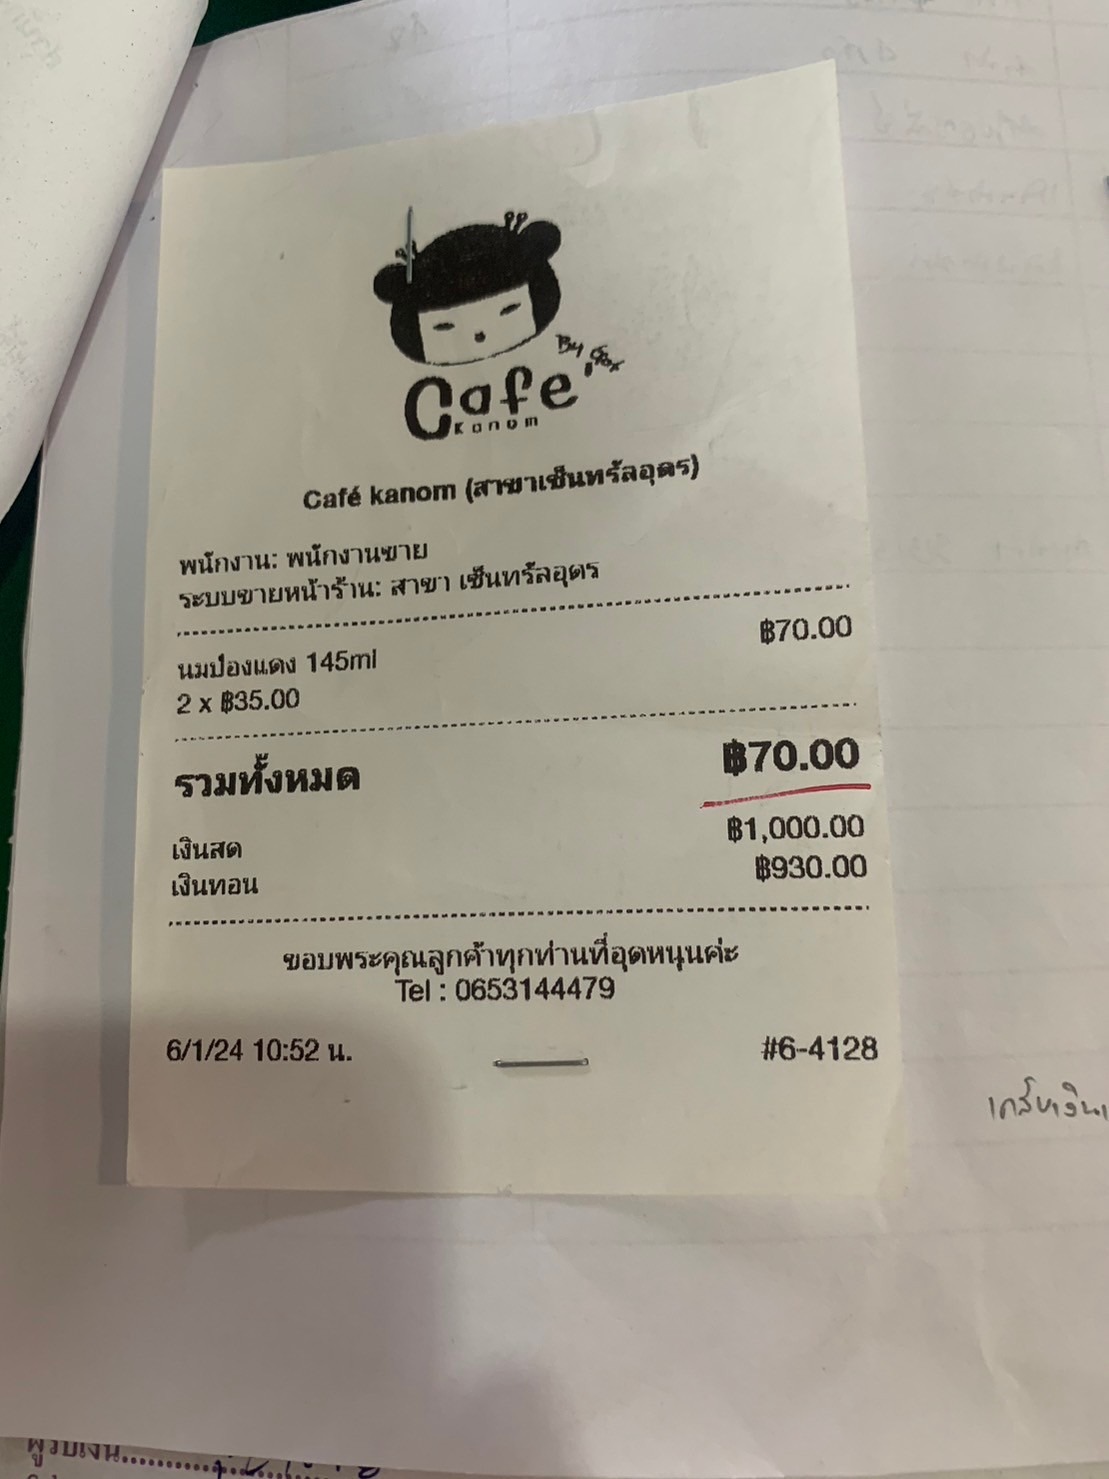 By
Cafe'
Kanom
Café kanom (สาขาเซ็นทรัลอุดร)
พนักงาน: พนักงานขาย
ระบบขายหน้าร้าน: สาขา เซ็นทรัลอุดร
นมป๋องแดง 145ml ฿70.00
2 x ฿35.00
รวมทั้งหมด ฿70.00
เงินสด ฿1,000.00
เงินทอน ฿930.00
ขอบพระคุณลูกค้าทุกท่านที่อุดหนุนค่ะ
Tel : 0653144479
6/1/24 10:52 น. #6-4128
ผู้รับเงิน